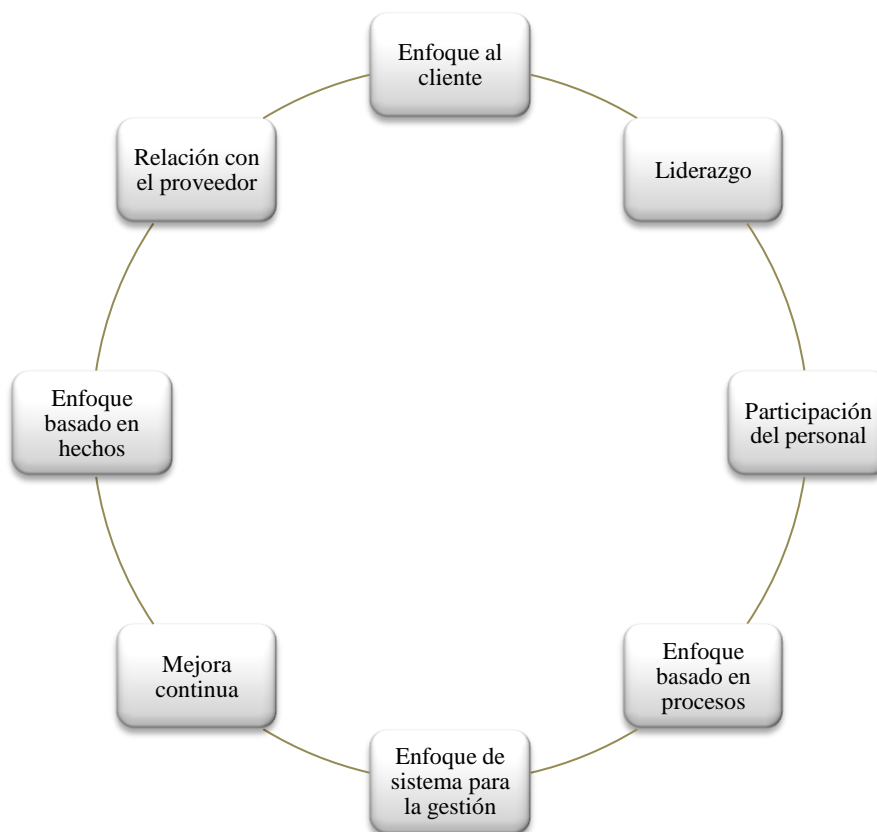 Enfoque al
cliente
Liderazgo
Participación
del personal
Enfoque
basado en
procesos
Enfoque de
sistema para
la gestión
Mejora
continua
Enfoque
basado en
hechos
Relación con
el proveedor